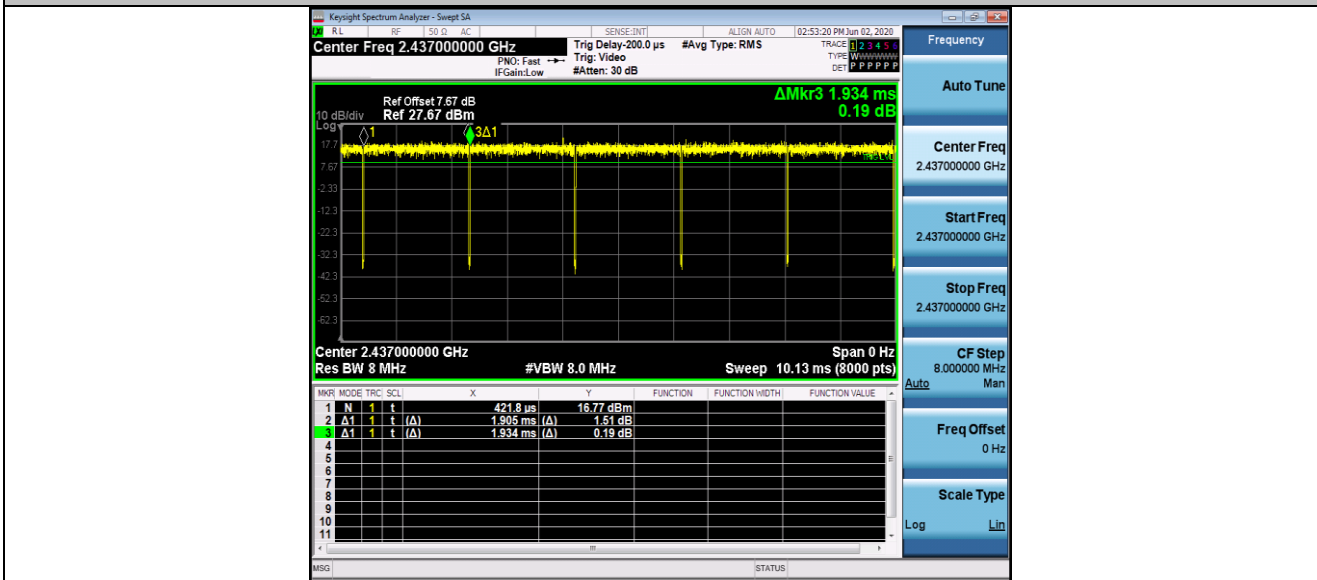 Keysight Spectrum Analyzer - Swept SA
RL RF 50 Ω AC SENSE:INT ALIGN AUTO 02:53:20 PM Jun 02, 2020
Center Freq 2.437000000 GHz
PNO: Fast
IFGain:Low
Trig Delay-200.0 µs
Trig: Video
#Atten: 30 dB
#Avg Type: RMS
TRACE 1 2 3 4 5 6
TYPE WWWWWW
DET P P P P P P
ΔMkr3 1.934 ms
0.19 dB
Ref Offset 7.67 dB
10 dB/div Ref 27.67 dBm
Log
1
3Δ1
17.7
7.67
-2.33
-12.3
-22.3
-32.3
-42.3
-52.3
-62.3
Center 2.437000000 GHz Span 0 Hz
Res BW 8 MHz #VBW 8.0 MHz Sweep 10.13 ms (8000 pts)
MKR MODE TRC SCL X Y FUNCTION FUNCTION WIDTH FUNCTION VALUE
1 N 1 t 421.8 µs 16.77 dBm
2 Δ1 1 t (Δ) 1.905 ms (Δ) 1.51 dB
3 Δ1 1 t (Δ) 1.934 ms (Δ) 0.19 dB
4
5
6
7
8
9
10
11
MSG STATUS
Frequency
Auto Tune
Center Freq
2.437000000 GHz
Start Freq
2.437000000 GHz
Stop Freq
2.437000000 GHz
CF Step
8.000000 MHz
Auto Man
Freq Offset
0 Hz
Scale Type
Log Lin